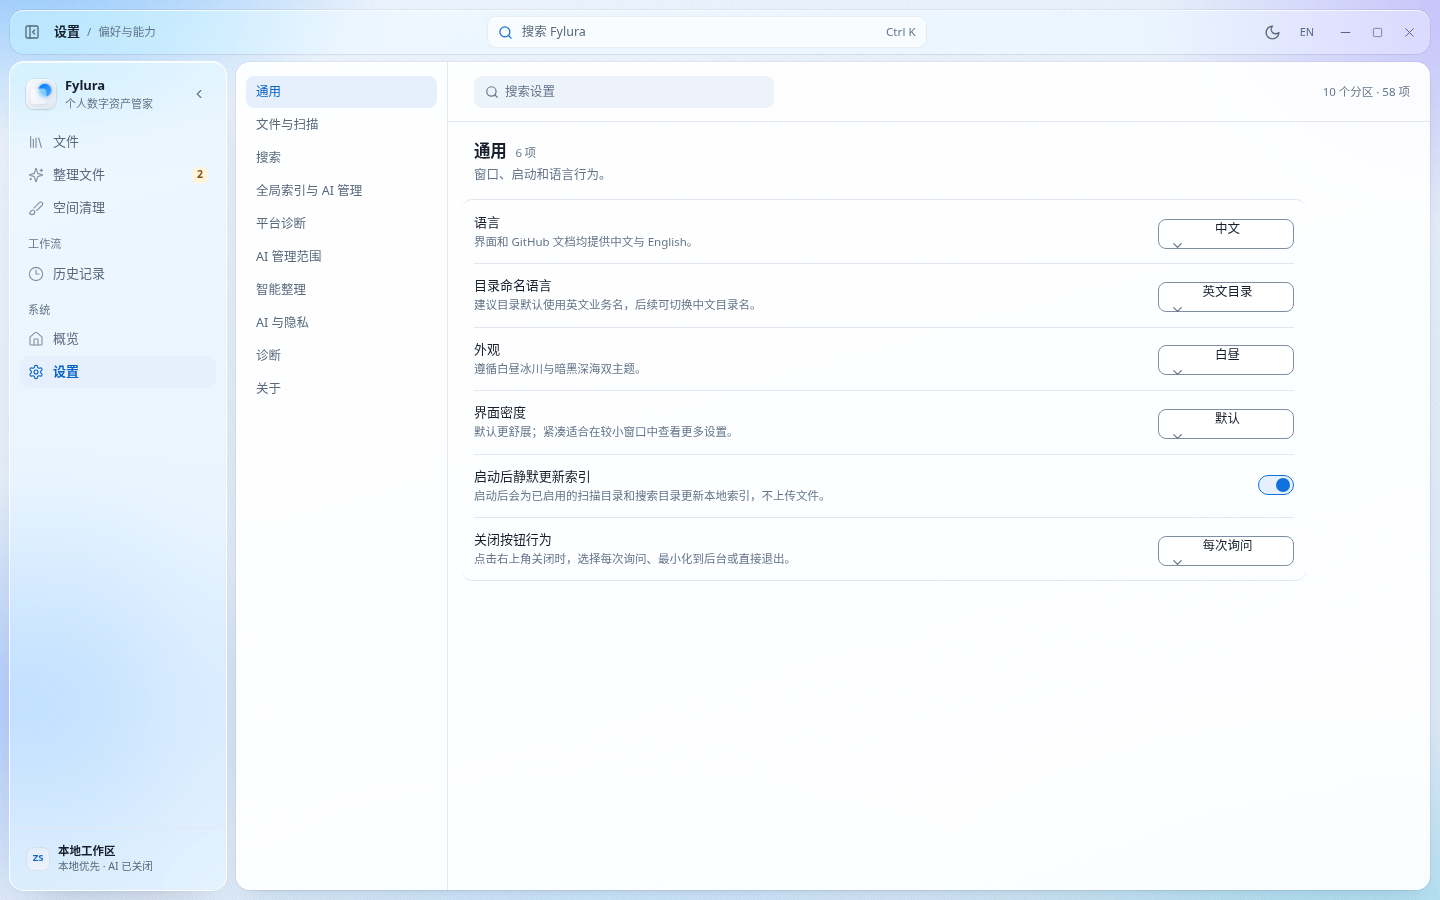 设置 / 偏好与能力
搜索 Fylura
Ctrl K
EN
Fylura
个人数字资产管家
文件
整理文件
2
空间清理
工作流
历史记录
系统
概览
设置
ZS
本地工作区
本地优先 · AI 已关闭
通用
文件与扫描
搜索
全局索引与 AI 管理
平台诊断
AI 管理范围
智能整理
AI 与隐私
诊断
关于
搜索设置
10 个分区 · 58 项
通用 6 项
窗口、启动和语言行为。
语言
界面和 GitHub 文档均提供中文与 English。
中文
目录命名语言
建议目录默认使用英文业务名，后续可切换中文目录名。
英文目录
外观
遵循白昼冰川与暗黑深海双主题。
白昼
界面密度
默认更舒展；紧凑适合在较小窗口中查看更多设置。
默认
启动后静默更新索引
启动后会为已启用的扫描目录和搜索目录更新本地索引，不上传文件。
关闭按钮行为
点击右上角关闭时，选择每次询问、最小化到后台或直接退出。
每次询问